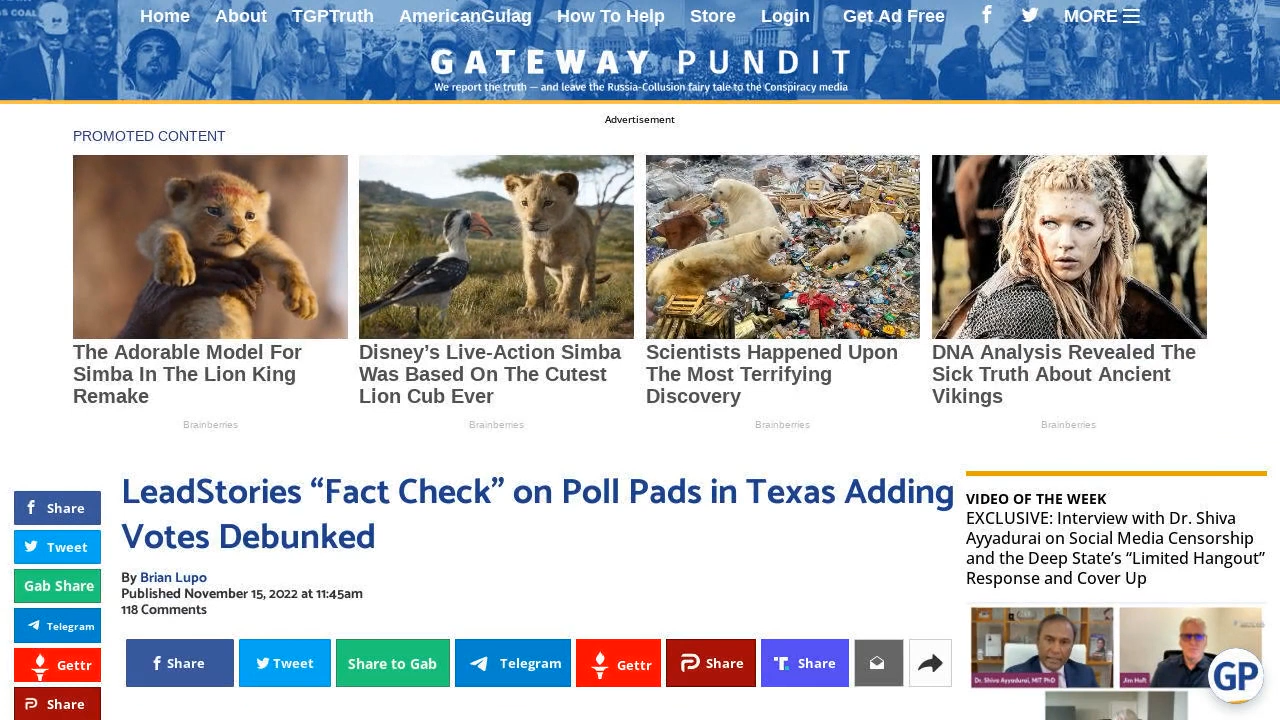 Home About TGPTruth AmericanGulag How To Help Store Login Get Ad Free MORE
GATEWAY PUNDIT
We report the truth — and leave the Russia-Collusion fairy tale to the Conspiracy media
Advertisement
PROMOTED CONTENT
The Adorable Model For
Simba In The Lion King
Remake
Brainberries
Disney’s Live-Action Simba
Was Based On The Cutest
Lion Cub Ever
Brainberries
Scientists Happened Upon
The Most Terrifying
Discovery
Brainberries
DNA Analysis Revealed The
Sick Truth About Ancient
Vikings
Brainberries
Share
Tweet
Gab Share
Telegram
Gettr
Share
LeadStories “Fact Check” on Poll Pads in Texas Adding
Votes Debunked
By Brian Lupo
Published November 15, 2022 at 11:45am
118 Comments
Share Tweet Share to Gab Telegram Gettr Share Share
VIDEO OF THE WEEK
EXCLUSIVE: Interview with Dr. Shiva
Ayyadurai on Social Media Censorship
and the Deep State’s “Limited Hangout”
Response and Cover Up
Dr. Shiva Ayyadurai, MIT PhD
Jim Hoft
GP